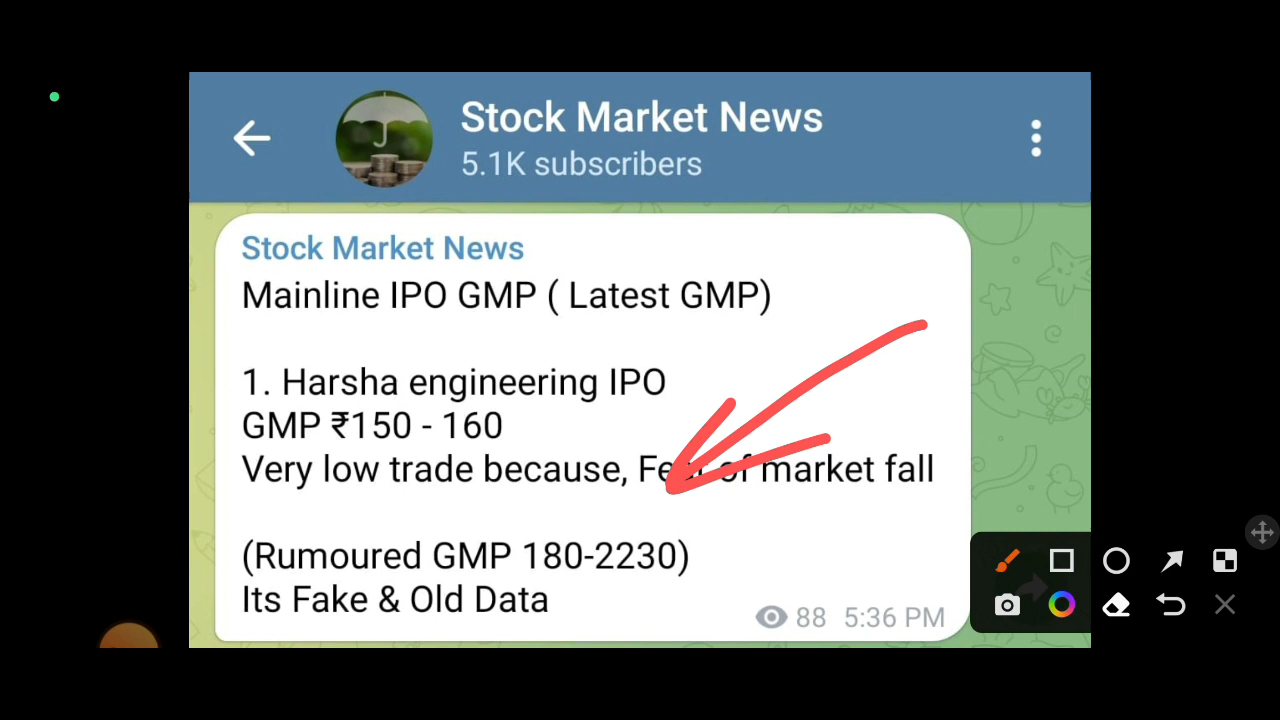 Stock Market News
5.1K subscribers
Stock Market News
Mainline IPO GMP ( Latest GMP)
1. Harsha engineering IPO
GMP ₹150 - 160
Very low trade because, Fear of market fall
(Rumoured GMP 180-2230)
Its Fake & Old Data
88 5:36 PM